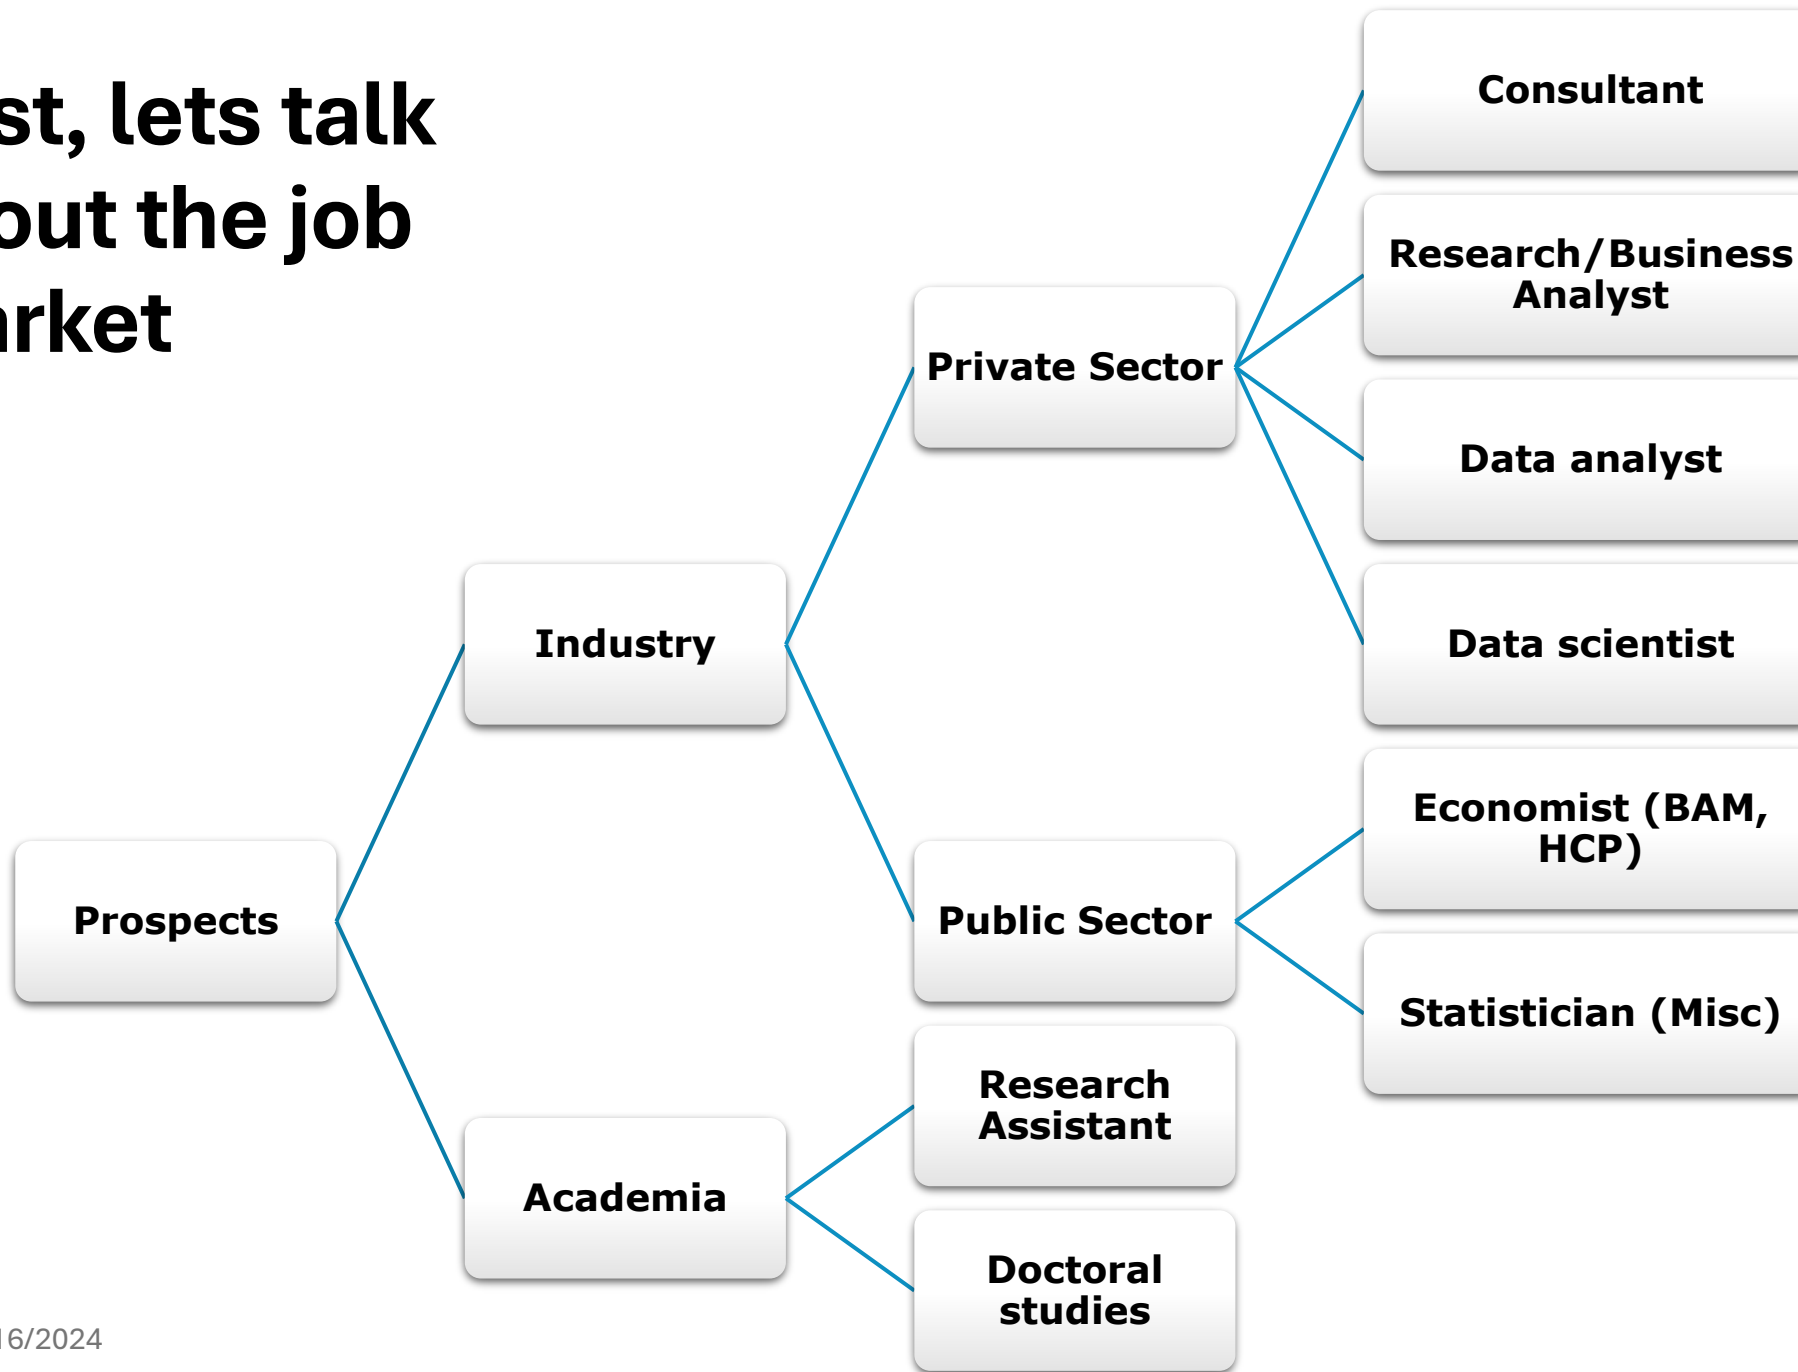 st, lets talk
out the job
rket
Consultant
Research/Business
Analyst
Private Sector
Data analyst
Industry
Data scientist
Economist (BAM,
HCP)
Prospects
Public Sector
Statistician (Misc)
Research
Assistant
Academia
Doctoral
studies
16/2024